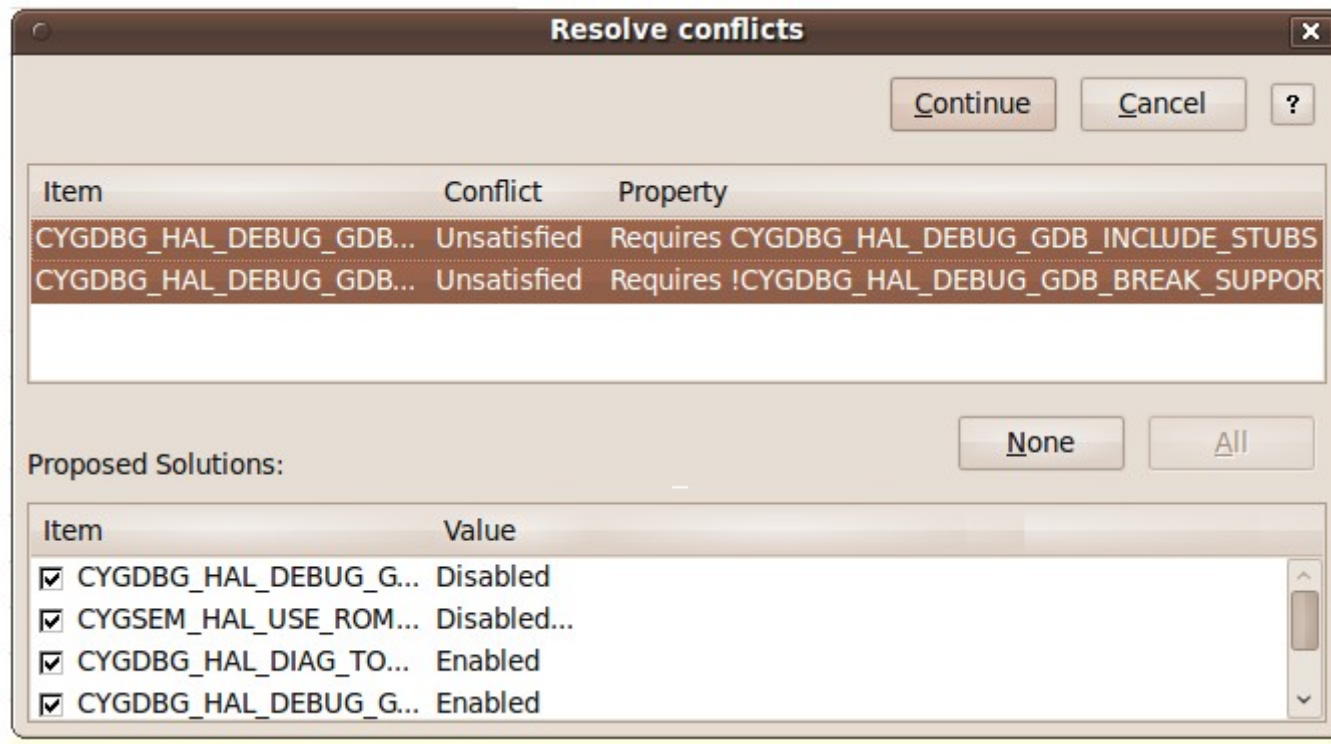 Resolve conflicts
Continue Cancel ?
Item Conflict Property
CYGDBG_HAL_DEBUG_GDB... Unsatisfied Requires CYGDBG_HAL_DEBUG_GDB_INCLUDE_STUBS
CYGDBG_HAL_DEBUG_GDB... Unsatisfied Requires !CYGDBG_HAL_DEBUG_GDB_BREAK_SUPPORT
None All
Proposed Solutions:
Item Value
CYGDBG_HAL_DEBUG_G... Disabled
CYGSEM_HAL_USE_ROM... Disabled...
CYGDBG_HAL_DIAG_TO... Enabled
CYGDBG_HAL_DEBUG_G... Enabled